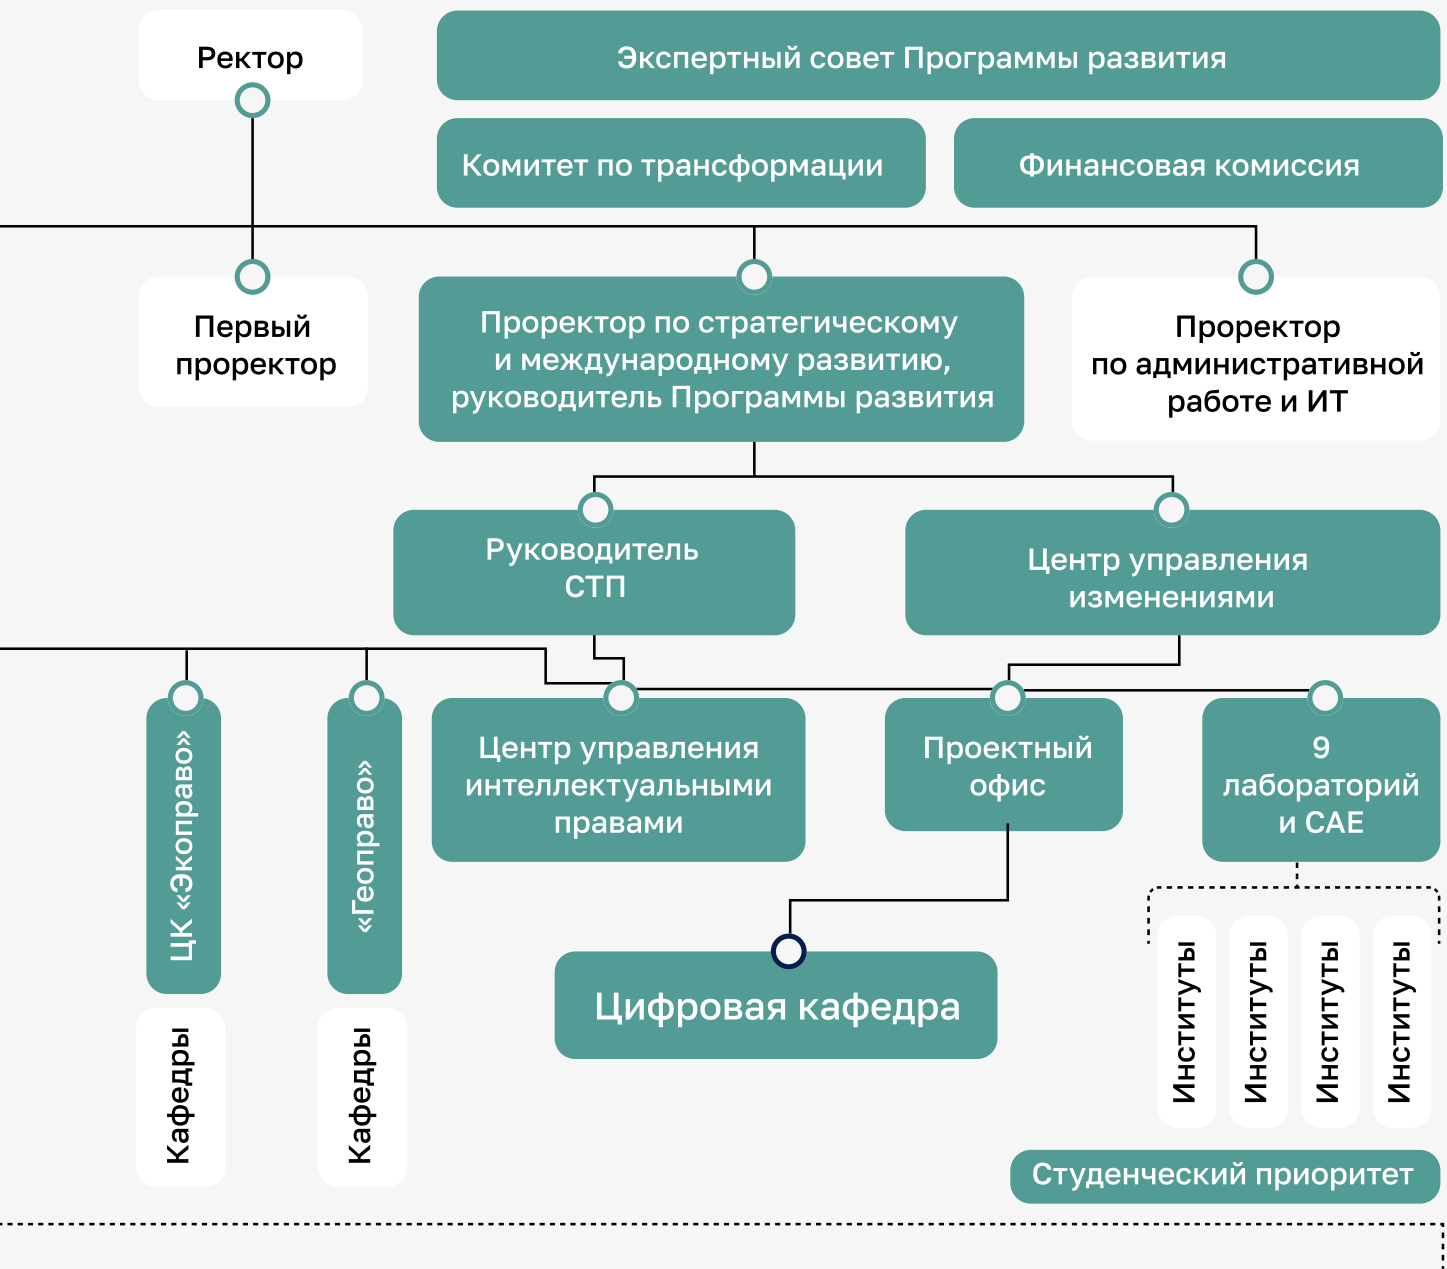 Ректор
Экспертный совет Программы развития
Комитет по трансформации
Финансовая комиссия
Первый
проректор
Проректор по стратегическому
и международному развитию,
руководитель Программы развития
Проректор
по административной
работе и ИТ
Руководитель
СТП
Центр управления
изменениями
ЦК «Экоправо»
«Геоправо»
Центр управления
интеллектуальными
правами
Проектный
офис
9
лабораторий
и САЕ
Цифровая кафедра
Институты
Институты
Институты
Институты
Кафедры
Кафедры
Студенческий приоритет